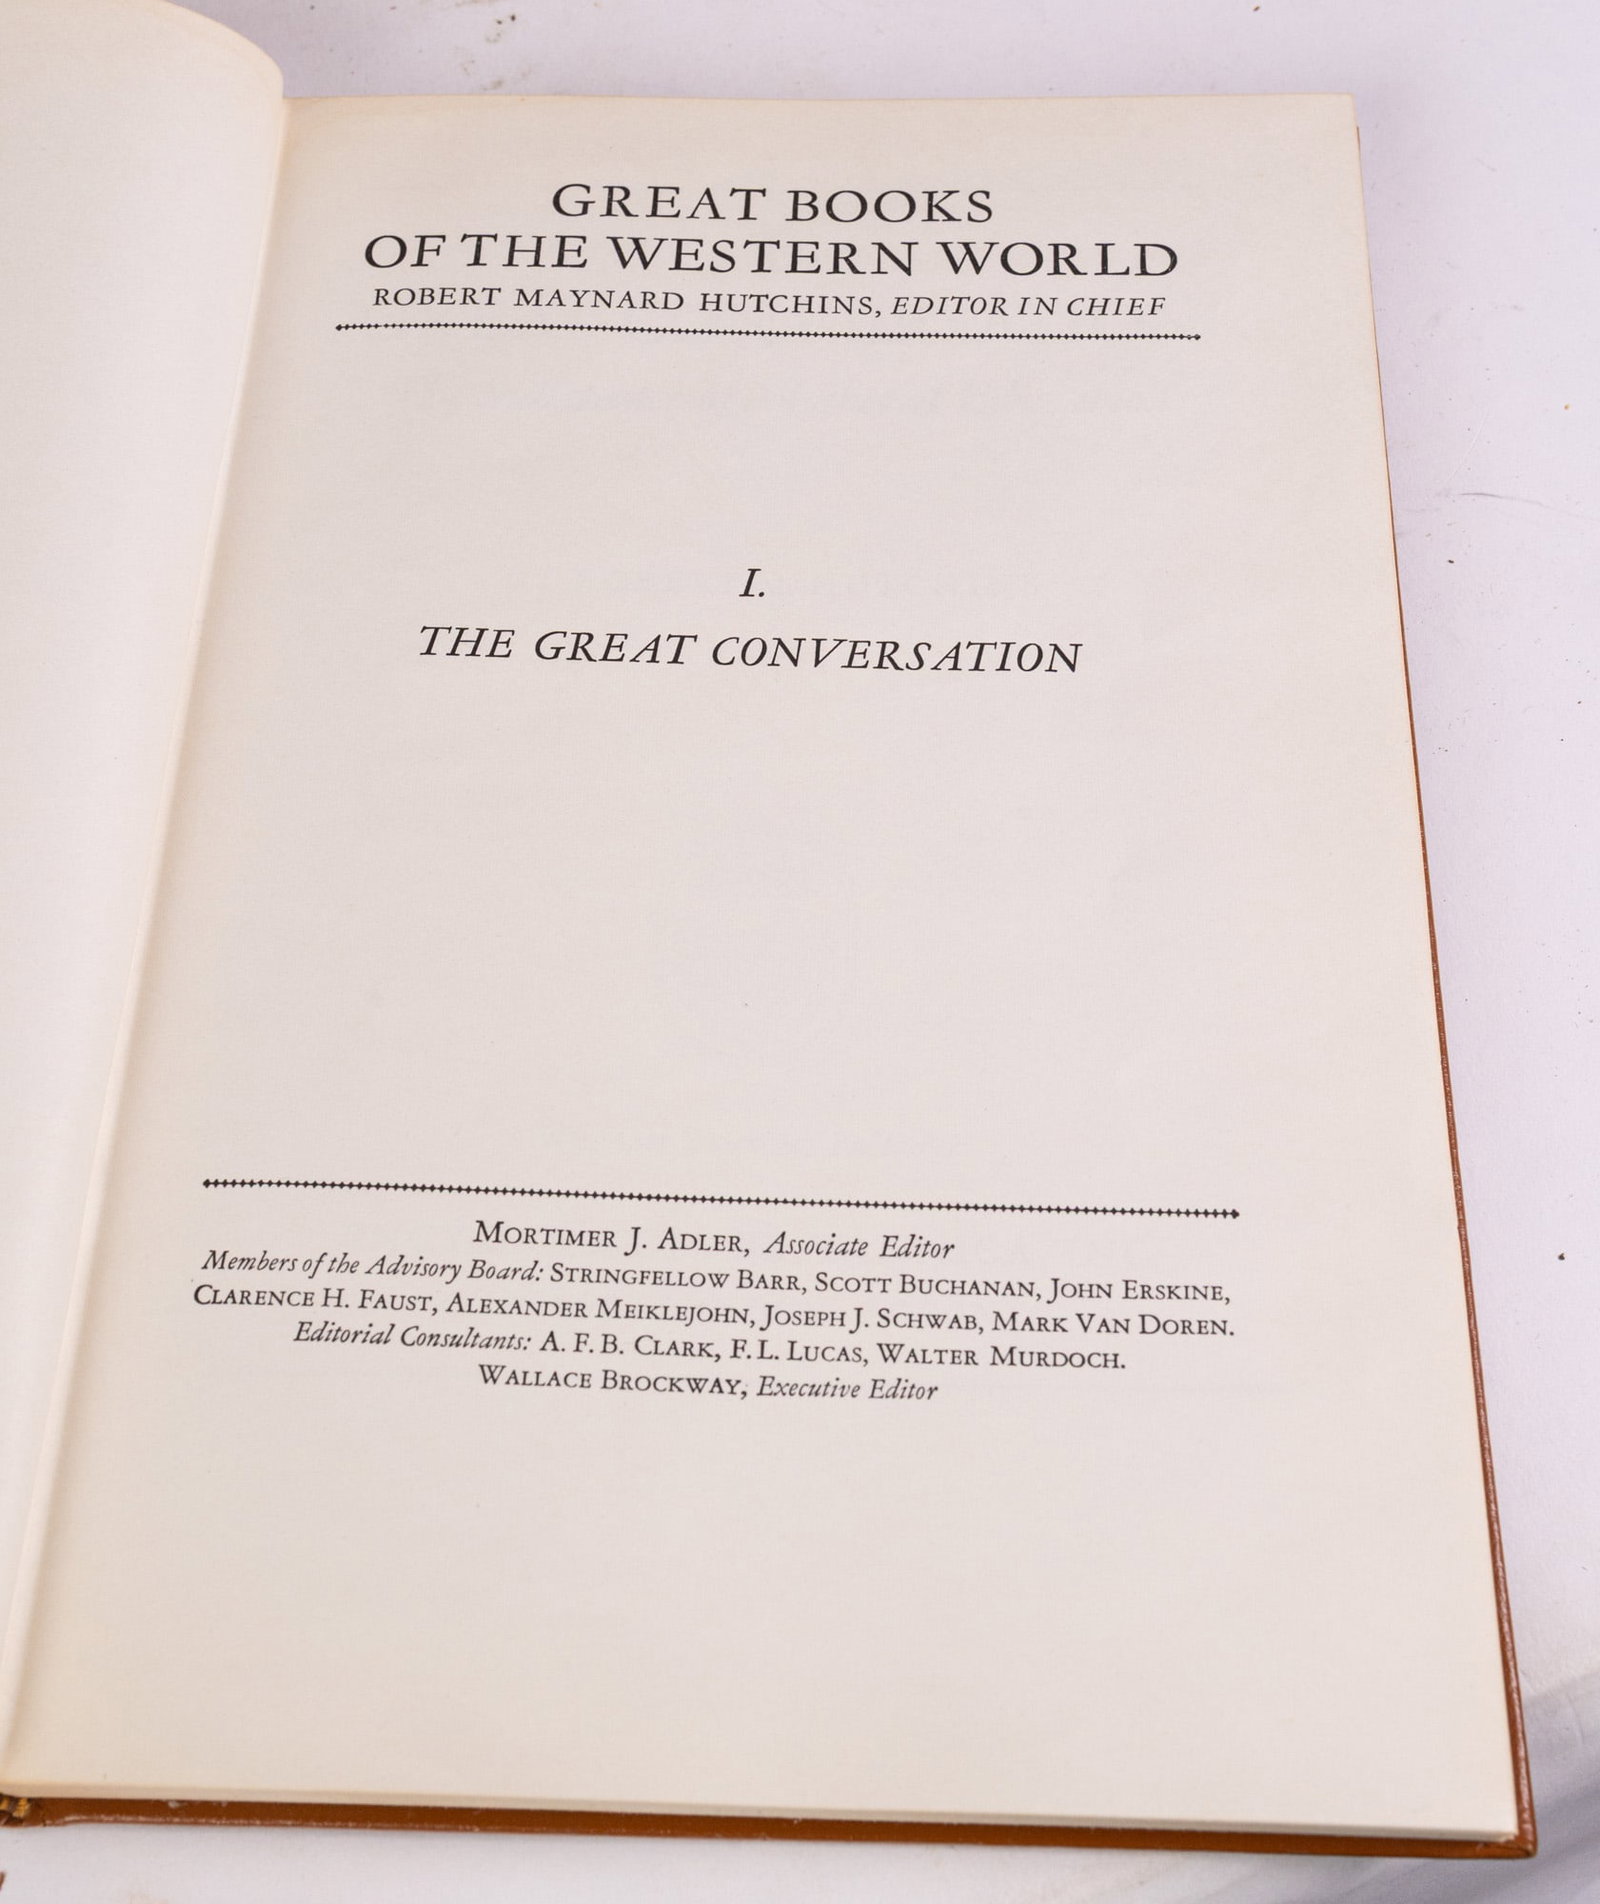 GREAT BOOKS
OF THE WESTERN WORLD
ROBERT MAYNARD HUTCHINS, EDITOR IN CHIEF
I.
THE GREAT CONVERSATION
MORTIMER J. ADLER, Associate Editor
Members of the Advisory Board: STRINGFELLOW BARR, SCOTT BUCHANAN, JOHN ERSKINE,
CLARENCE H. FAUST, ALEXANDER MEIKLEJOHN, JOSEPH J. SCHWAB, MARK VAN DOREN.
Editorial Consultants: A. F. B. CLARK, F. L. LUCAS, WALTER MURDOCH.
WALLACE BROCKWAY, Executive Editor